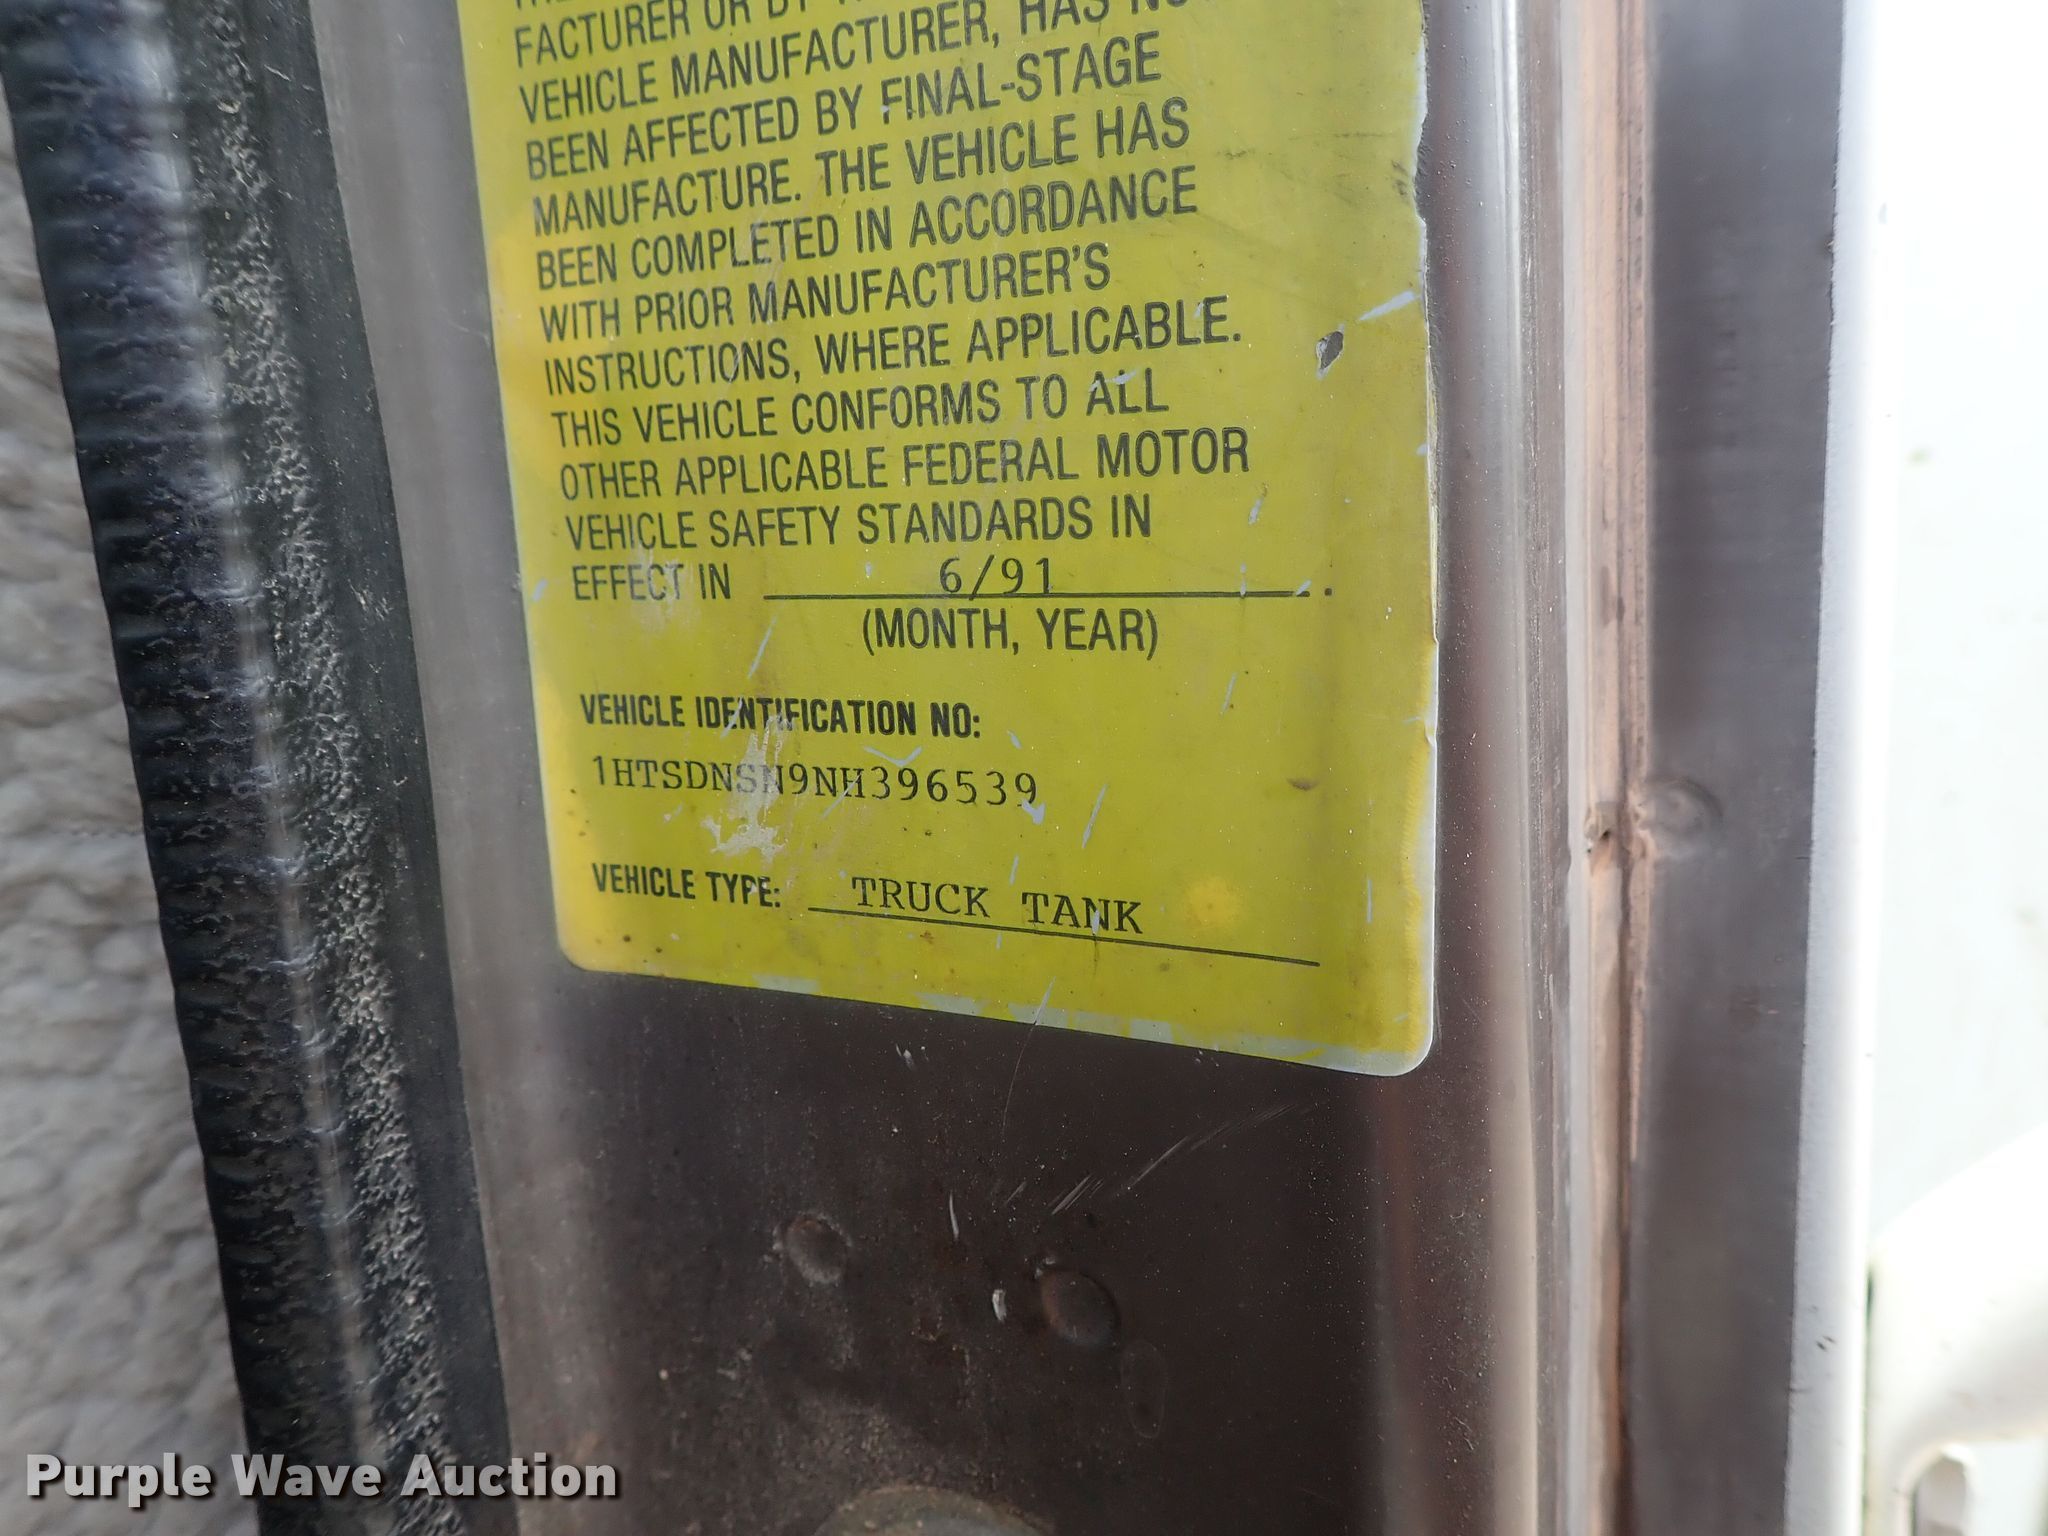 FACTURER OR BY
VEHICLE MANUFACTURER, HAS
BEEN AFFECTED BY FINAL-STAGE
MANUFACTURE. THE VEHICLE HAS
BEEN COMPLETED IN ACCORDANCE
WITH PRIOR MANUFACTURER'S
INSTRUCTIONS, WHERE APPLICABLE.
THIS VEHICLE CONFORMS TO ALL
OTHER APPLICABLE FEDERAL MOTOR
VEHICLE SAFETY STANDARDS IN
EFFECT IN 6/91.
(MONTH, YEAR)
VEHICLE IDENTIFICATION NO:
1HTSDNSN9NH396539
VEHICLE TYPE: TRUCK TANK
Purple Wave Auction